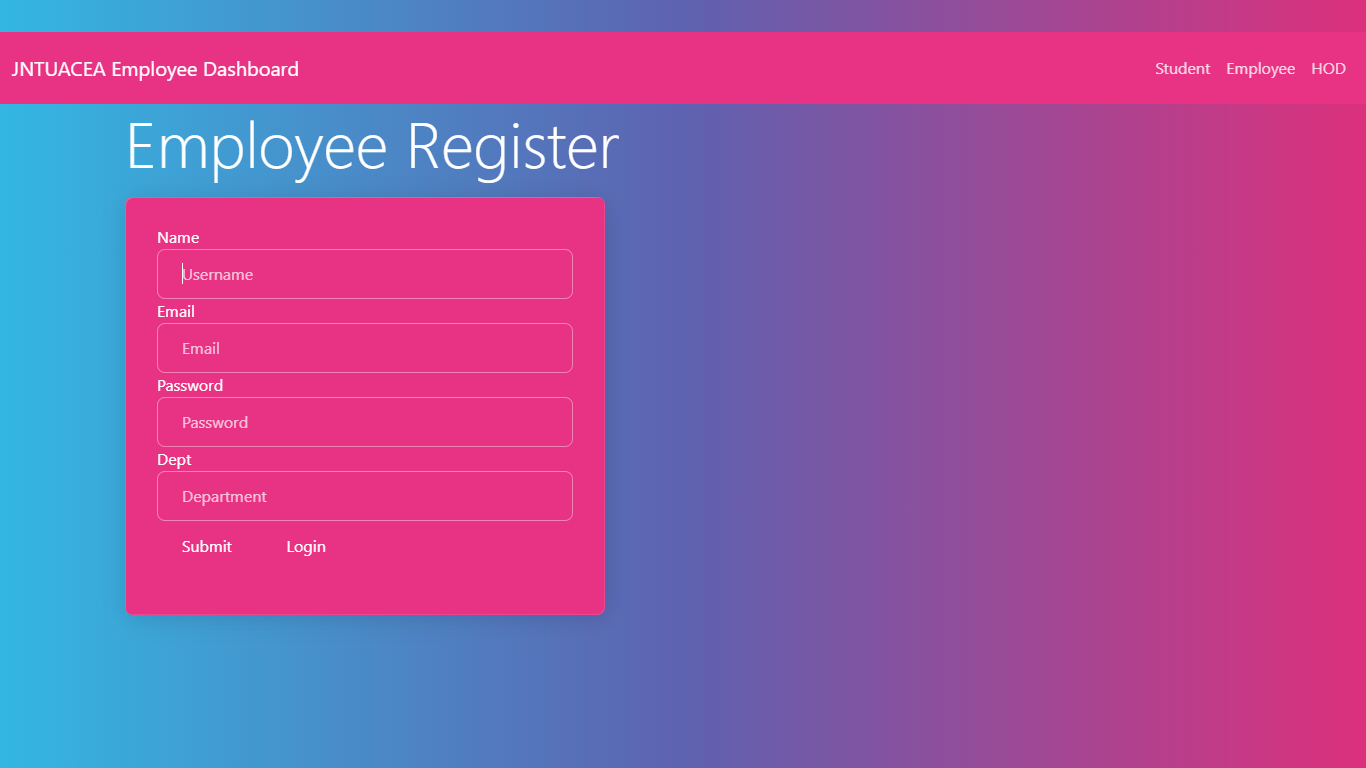 JNTUACEA Employee Dashboard Student Employee HOD
Employee Register
Name
Username
Email
Email
Password
Password
Dept
Department
Submit Login